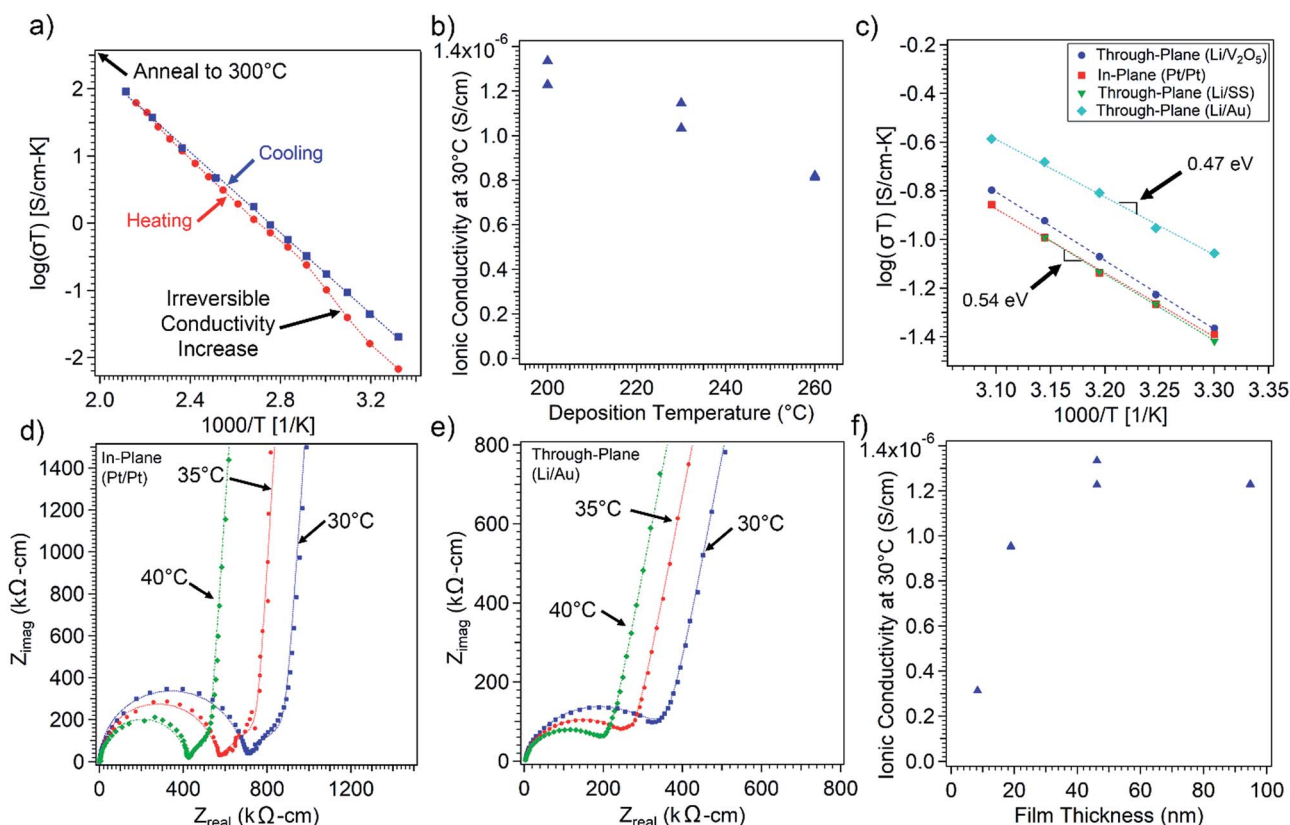 a)
Anneal to 300°C
Cooling
Heating
Irreversible
Conductivity
Increase
log(σT) [S/cm-K]
2
1
0
-1
-2
2.0
2.4
2.8
3.2
1000/T [1/K]
b)
Ionic Conductivity at 30°C (S/cm)
1.4x10⁻⁶
1.2
1.0
0.8
0.6
0.4
0.2
0.0
200
220
240
260
Deposition Temperature (°C)
c)
Through-Plane (Li/V₂O₅)
In-Plane (Pt/Pt)
Through-Plane (Li/SS)
Through-Plane (Li/Au)
0.47 eV
0.54 eV
log(σT) [S/cm-K]
-0.2
-0.4
-0.6
-0.8
-1.0
-1.2
-1.4
3.10
3.15
3.20
3.25
3.30
3.35
1000/T [1/K]
d)
In-Plane
(Pt/Pt)
35°C
30°C
40°C
Zimag (kΩ-cm)
1400
1200
1000
800
600
400
200
0
0
400
800
1200
Zreal (kΩ-cm)
e)
Through-Plane
(Li/Au)
35°C
30°C
40°C
Zimag (kΩ-cm)
800
600
400
200
0
0
200
400
600
800
Zreal (kΩ-cm)
f)
Ionic Conductivity at 30°C (S/cm)
1.4x10⁻⁶
1.2
1.0
0.8
0.6
0.4
0.2
0.0
0
20
40
60
80
100
Film Thickness (nm)